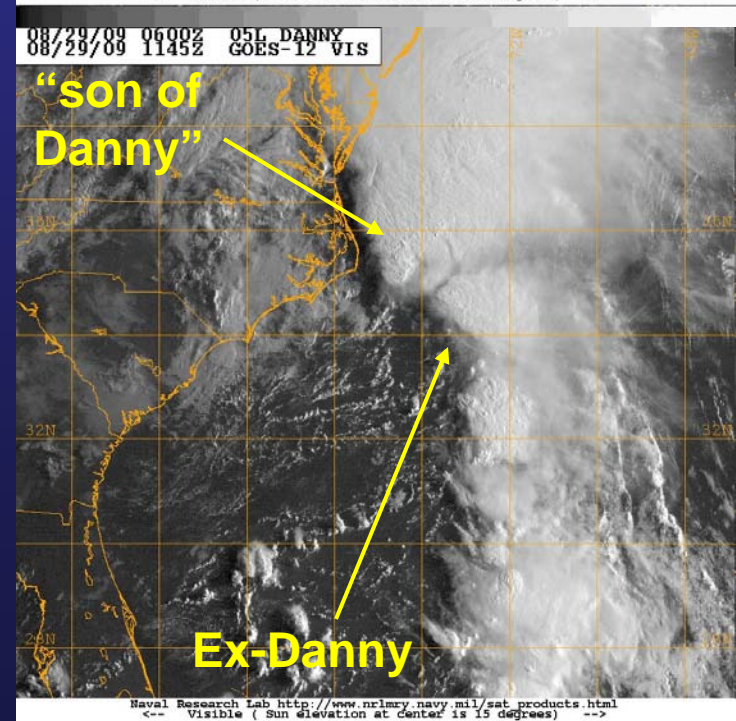 08/29/09 0600Z 05L DANNY
08/29/09 1145Z GOES-12 VIS
“son of
Danny”
32N
Ex-Danny
Naval Research Lab http://www.nrlmry.navy.mil/sat_products.html
<-- Visible ( Sun elevation at center is 15 degrees) -->